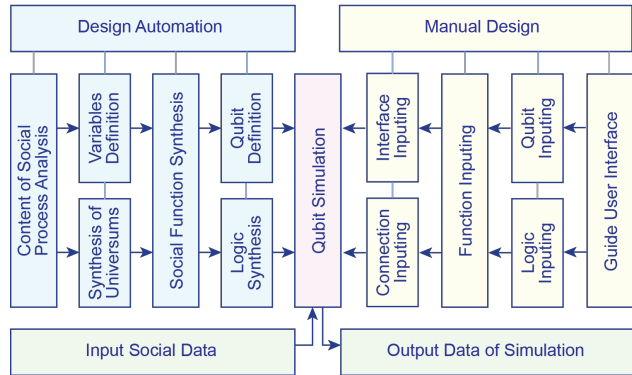 Design Automation
Manual Design
Content of Social
Process Analysis
Variables
Definition
Synthesis of
Universums
Social Function Synthesis
Qubit
Definition
Logic
Synthesis
Qubit Simulation
Interface
Inputing
Connection
Inputing
Function Inputing
Qubit
Inputing
Logic
Inputing
Guide User Interface
Input Social Data
Output Data of Simulation